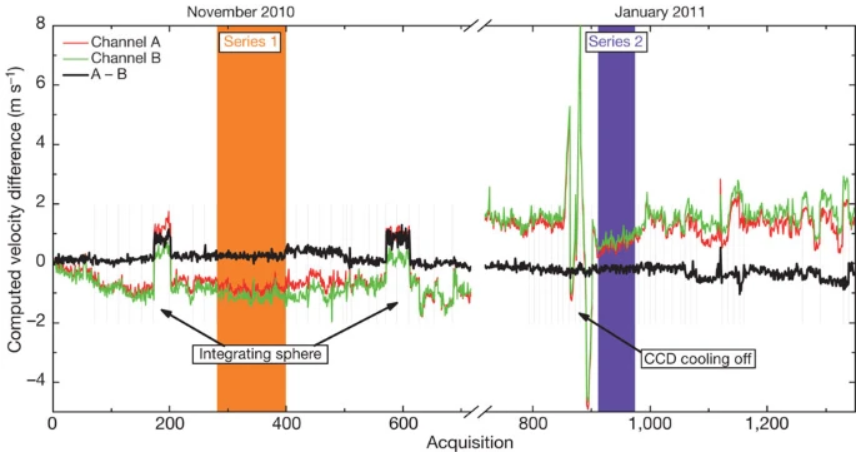 November 2010
January 2011
Computed velocity difference (m s⁻¹)
8
6
4
2
0
−2
−4
Channel A
Channel B
A – B
Series 1
Series 2
Integrating sphere
CCD cooling off
0
200
400
600
800
1,000
1,200
Acquisition